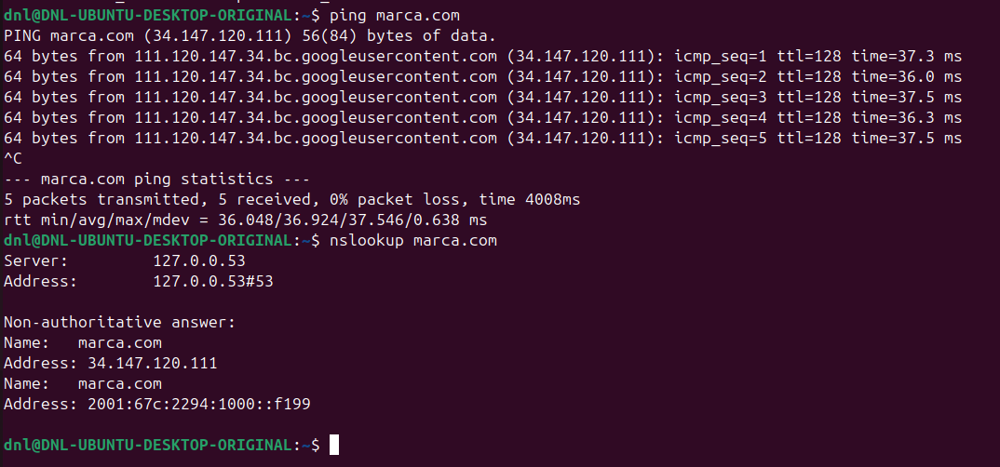 dnl@DNL-UBUNTU-DESKTOP-ORIGINAL:~$ ping marca.com
PING marca.com (34.147.120.111) 56(84) bytes of data.
64 bytes from 111.120.147.34.bc.googleusercontent.com (34.147.120.111): icmp_seq=1 ttl=128 time=37.3 ms
64 bytes from 111.120.147.34.bc.googleusercontent.com (34.147.120.111): icmp_seq=2 ttl=128 time=36.0 ms
64 bytes from 111.120.147.34.bc.googleusercontent.com (34.147.120.111): icmp_seq=3 ttl=128 time=37.5 ms
64 bytes from 111.120.147.34.bc.googleusercontent.com (34.147.120.111): icmp_seq=4 ttl=128 time=36.3 ms
64 bytes from 111.120.147.34.bc.googleusercontent.com (34.147.120.111): icmp_seq=5 ttl=128 time=37.5 ms
^C
--- marca.com ping statistics ---
5 packets transmitted, 5 received, 0% packet loss, time 4008ms
rtt min/avg/max/mdev = 36.048/36.924/37.546/0.638 ms
dnl@DNL-UBUNTU-DESKTOP-ORIGINAL:~$ nslookup marca.com
Server:         127.0.0.53
Address:        127.0.0.53#53

Non-authoritative answer:
Name:   marca.com
Address: 34.147.120.111
Name:   marca.com
Address: 2001:67c:2294:1000::f199

dnl@DNL-UBUNTU-DESKTOP-ORIGINAL:~$